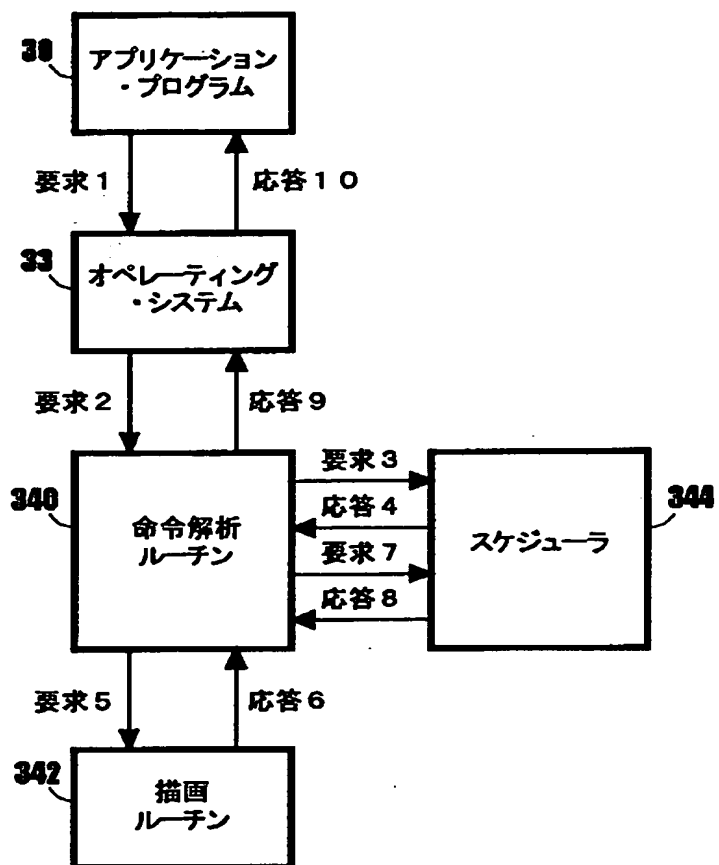 39
アプリケーション
・プログラム
要求1
応答10
33
オペレーティング
・システム
要求2
応答9
340
命令解析
ルーチン
要求3
応答4
要求7
応答8
344
スケジューラ
要求5
応答6
342
描画
ルーチン